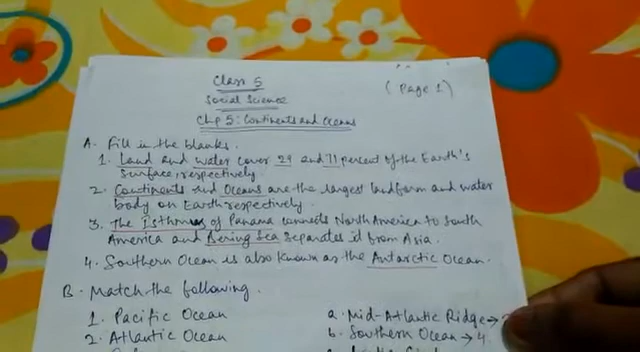 Class 5
(Page 1)
Social Science
Chp 5: Continents and Oceans
A. Fill in the blanks.
1. Land and water cover 29 and 71 percent of the Earth's
surface, respectively.
2. Continents and Oceans are the largest landform and water
body on Earth respectively.
3. The Isthmus of Panama connects North America to South
America and Bering Sea separates it from Asia.
4. Southern Ocean is also known as the Antarctic Ocean.
B. Match the following.
1. Pacific Ocean
a. Mid-Atlantic Ridge →
2. Atlantic Ocean
b. Southern Ocean → 4